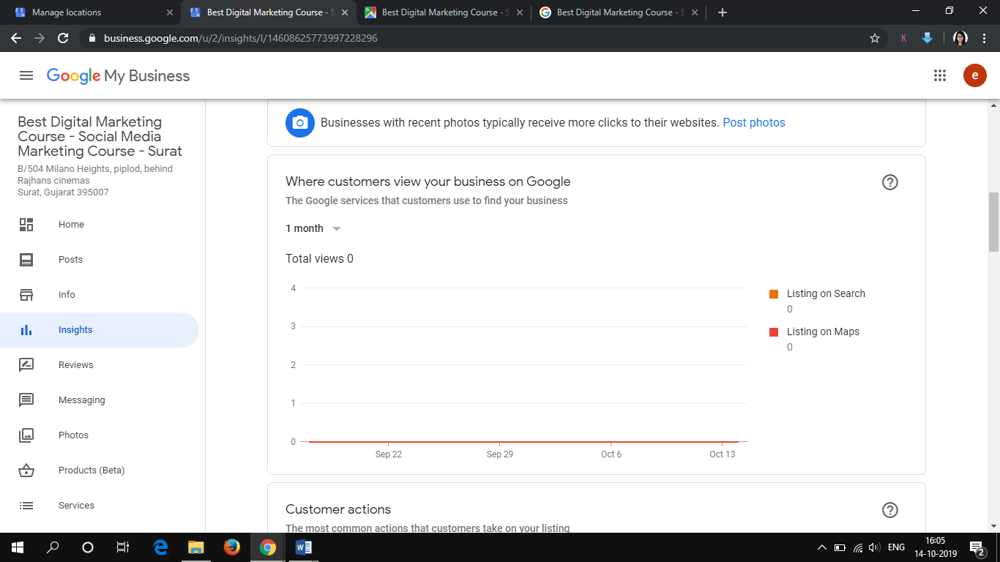 Manage locations
Best Digital Marketing Course - S
Best Digital Marketing Course - S
Best Digital Marketing Course - S
business.google.com/u/2/insights/l/14608625773997228296
K
Google My Business
e
Best Digital Marketing
Course - Social Media
Marketing Course - Surat
B/504 Milano Heights, piplod, behind
Rajhans cinemas
Surat, Gujarat 395007
Home
Posts
Info
Insights
Reviews
Messaging
Photos
Products (Beta)
Services
Businesses with recent photos typically receive more clicks to their websites. Post photos
Where customers view your business on Google
The Google services that customers use to find your business
1 month
Total views 0
4
3
2
1
0
Sep 22 Sep 29 Oct 6 Oct 13
Listing on Search
0
Listing on Maps
0
Customer actions
The most common actions that customers take on your listing
ENG
16:05
14-10-2019
2